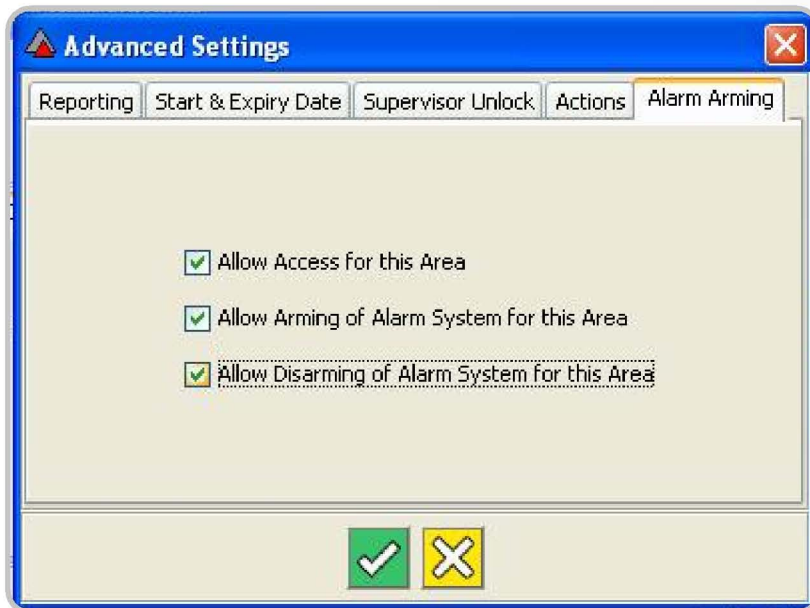 Advanced Settings
Reporting Start & Expiry Date Supervisor Unlock Actions Alarm Arming
Allow Access for this Area
Allow Arming of Alarm System for this Area
Allow Disarming of Alarm System for this Area